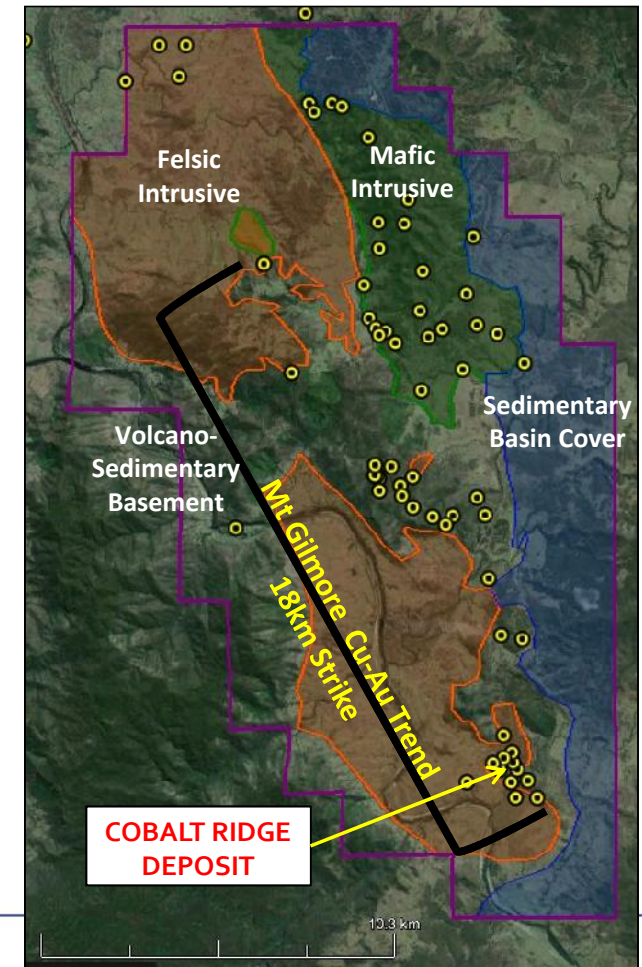 Felsic
Intrusive
Mafic
Intrusive
Sedimentary
Basin Cover
Volcano-
Sedimentary
Basement
Mt Gilmore Cu-Au Trend
18km Strike
COBALT RIDGE
DEPOSIT
10.3 km